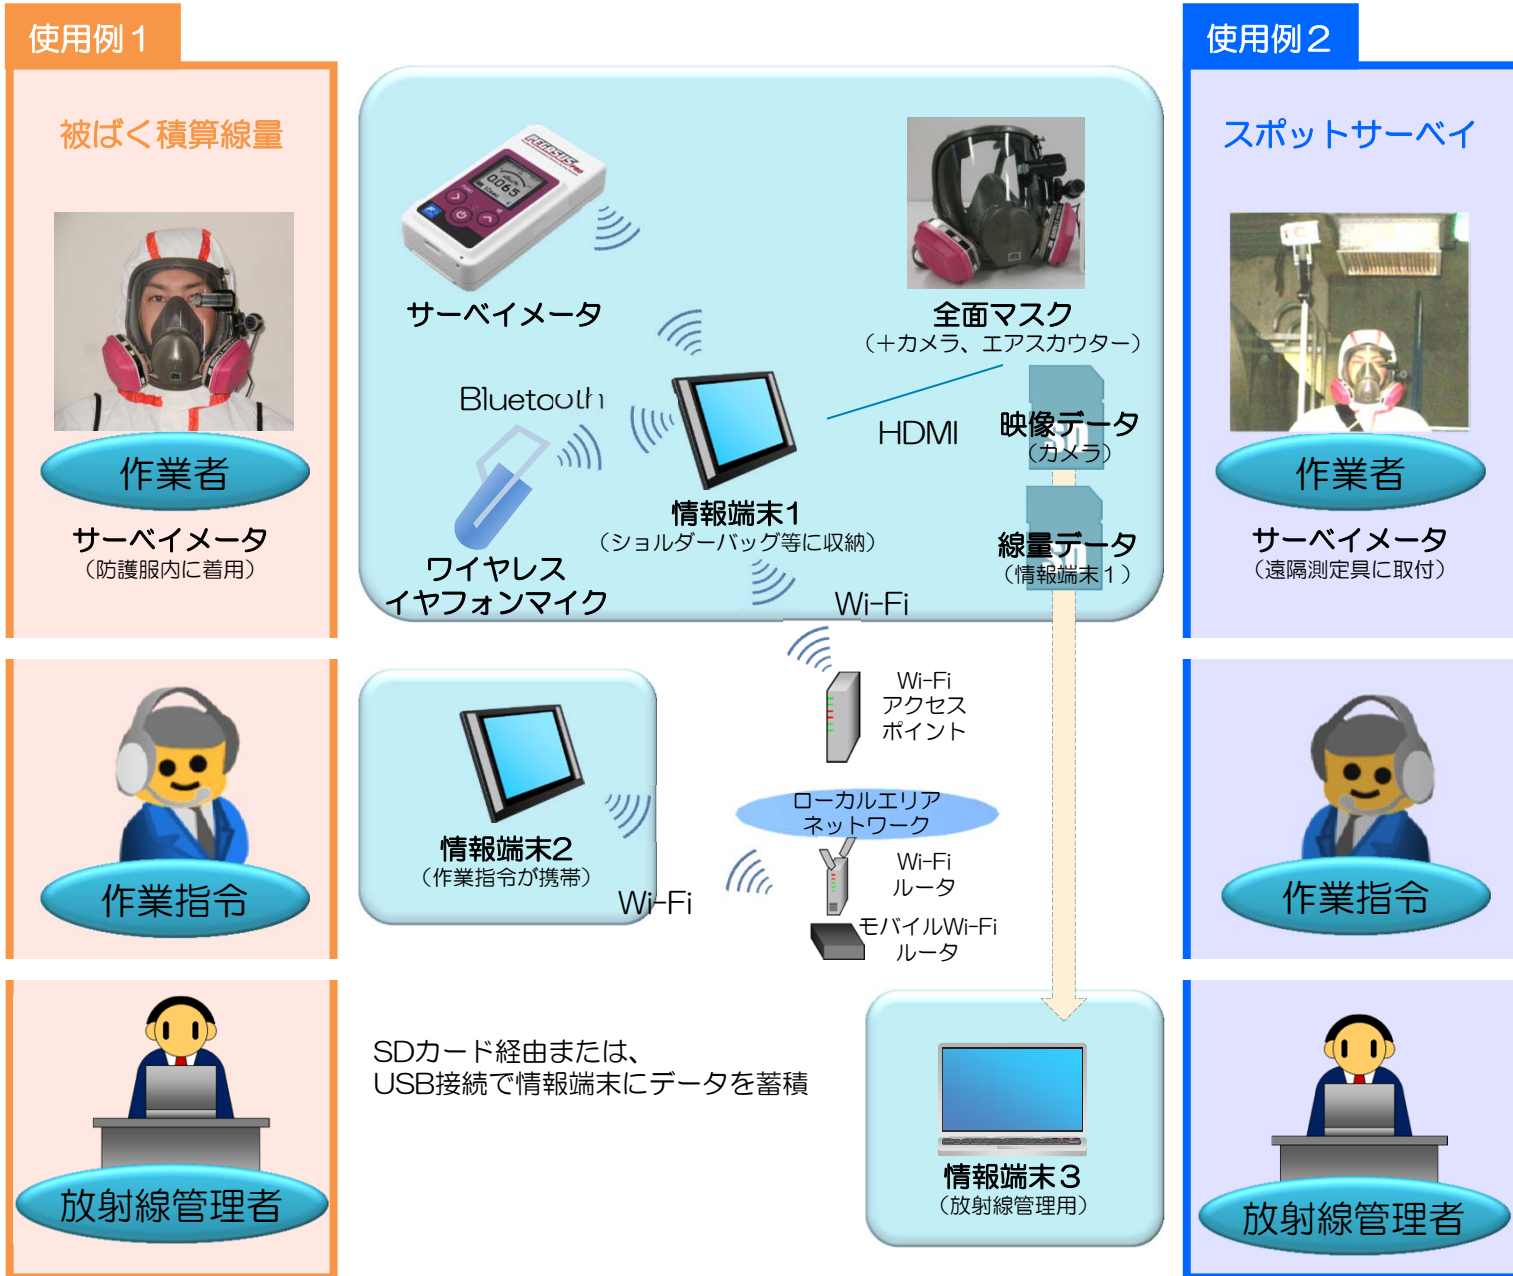 使用例１
被ばく積算線量
作業者
サーベイメータ
（防護服内に着用）
作業指令
放射線管理者
PEGASUS PRO
0.065
サーベイメータ
全面マスク
（＋カメラ、エアスカウター）
Bluetooth
HDMI
映像データ
（カメラ）
情報端末1
（ショルダーバッグ等に収納）
線量データ
（情報端末１）
ワイヤレス
イヤフォンマイク
Wi-Fi
Wi-Fi
アクセス
ポイント
ローカルエリア
ネットワーク
情報端末2
（作業指令が携帯）
Wi-Fi
Wi-Fi
ルータ
モバイルWi-Fi
ルータ
SDカード経由または、
USB接続で情報端末にデータを蓄積
情報端末３
（放射線管理用）
使用例２
スポットサーベイ
作業者
サーベイメータ
（遠隔測定具に取付）
作業指令
放射線管理者